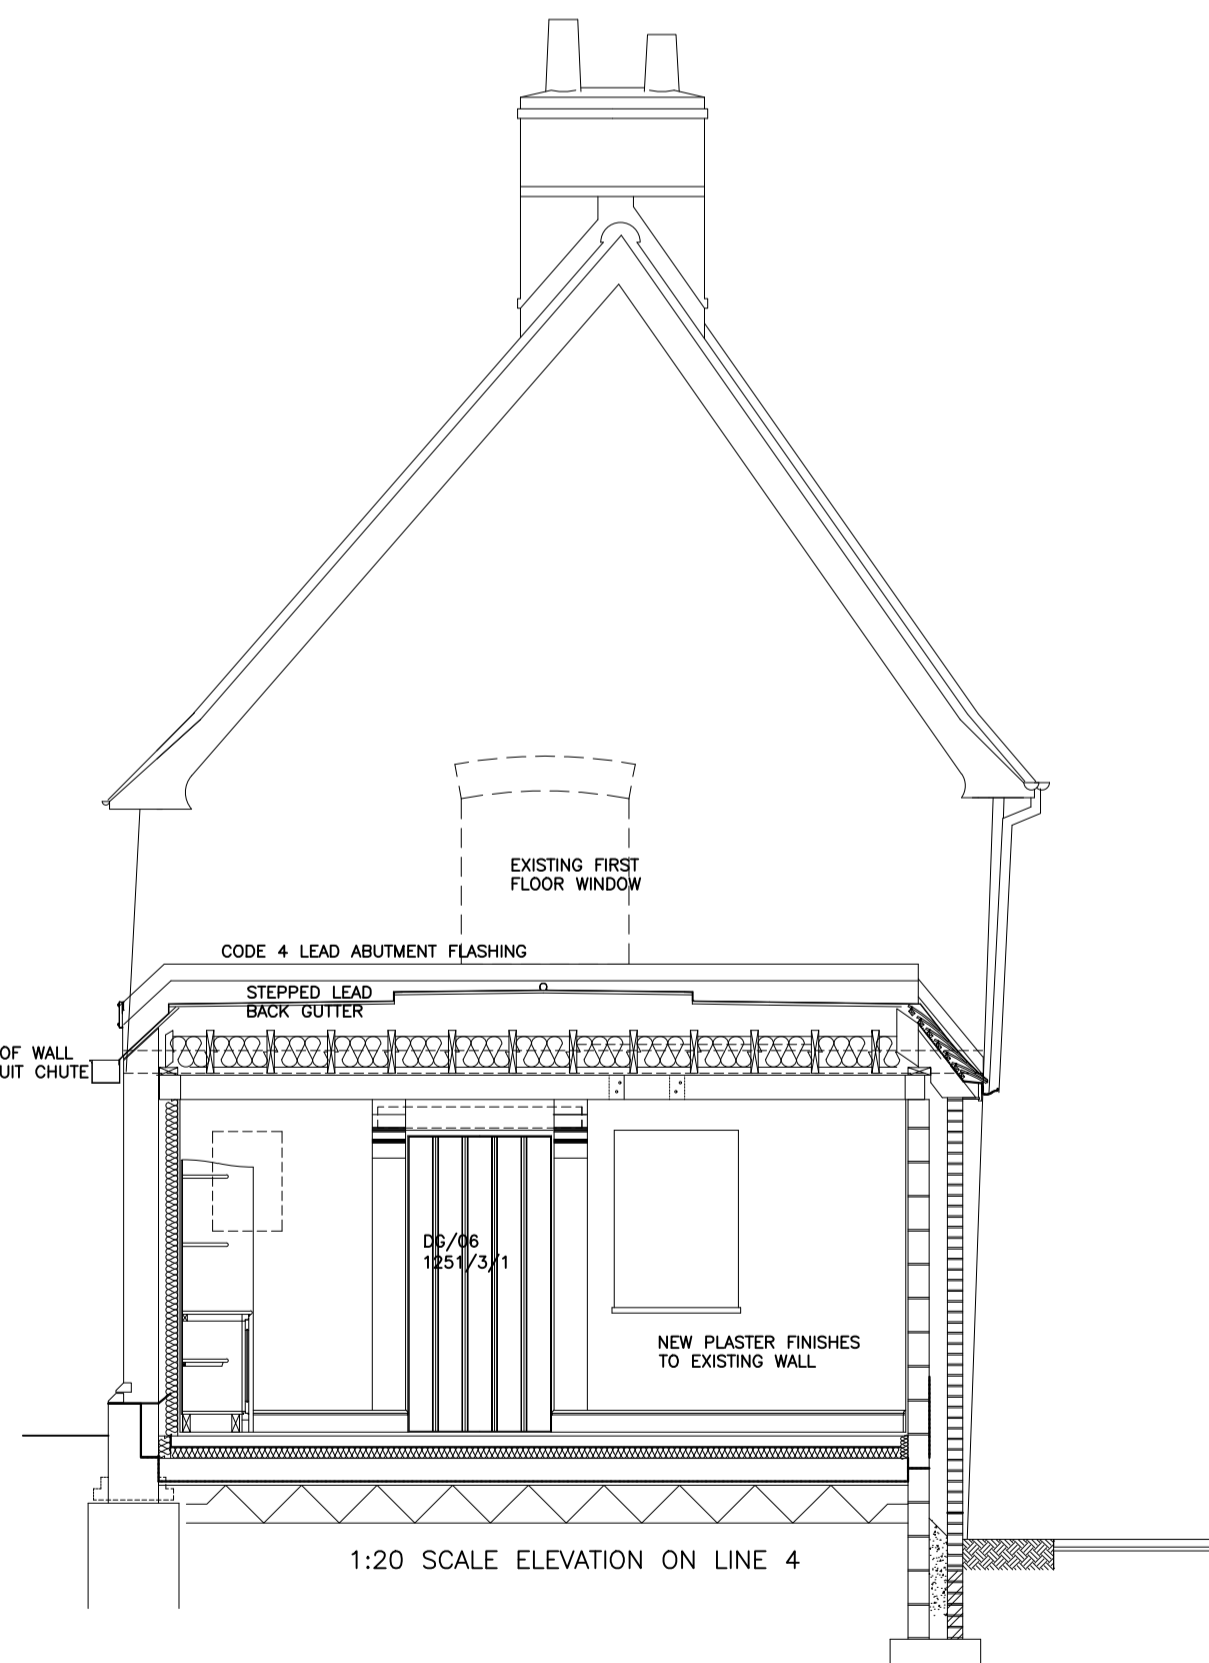 EXISTING FIRST
FLOOR WINDOW
CODE 4 LEAD ABUTMENT FLASHING
STEPPED LEAD
BACK GUTTER
OF WALL
UIT CHUTE
DG/06
1251/3/1
NEW PLASTER FINISHES
TO EXISTING WALL
1:20 SCALE ELEVATION ON LINE 4